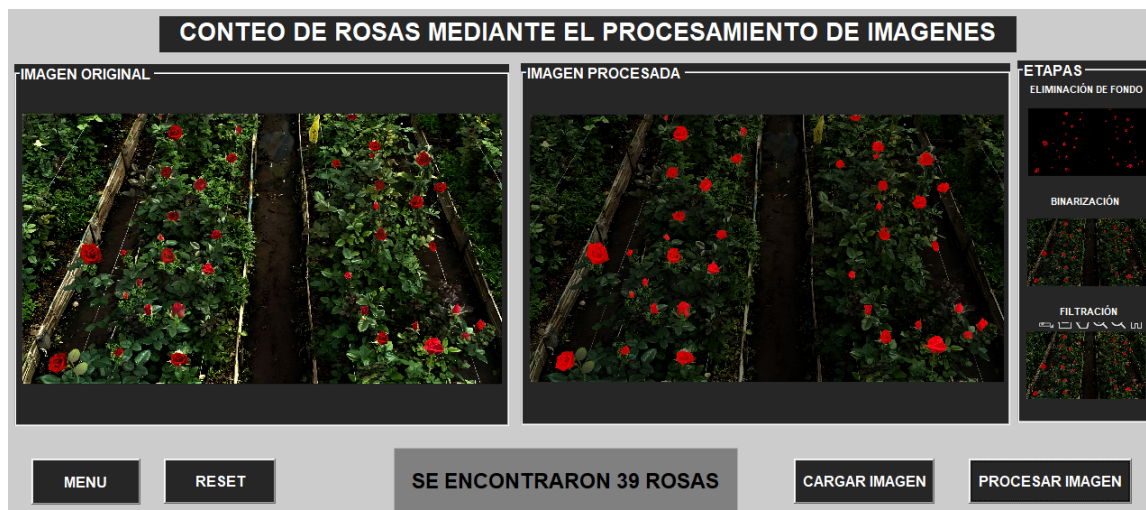 CONTEO DE ROSAS MEDIANTE EL PROCESAMIENTO DE IMAGENES
IMAGEN ORIGINAL
IMAGEN PROCESADA
ETAPAS
ELIMINACIÓN DE FONDO
BINARIZACIÓN
FILTRACIÓN
MENU
RESET
SE ENCONTRARON 39 ROSAS
CARGAR IMAGEN
PROCESAR IMAGEN